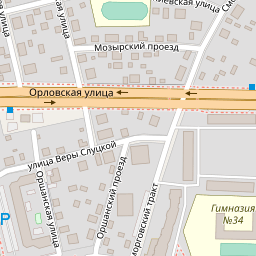 Мозырский проезд
Орловская улица
улица Веры Слуцкой
Оршанская улица
Оршанский проезд
Гимназия
№34
P